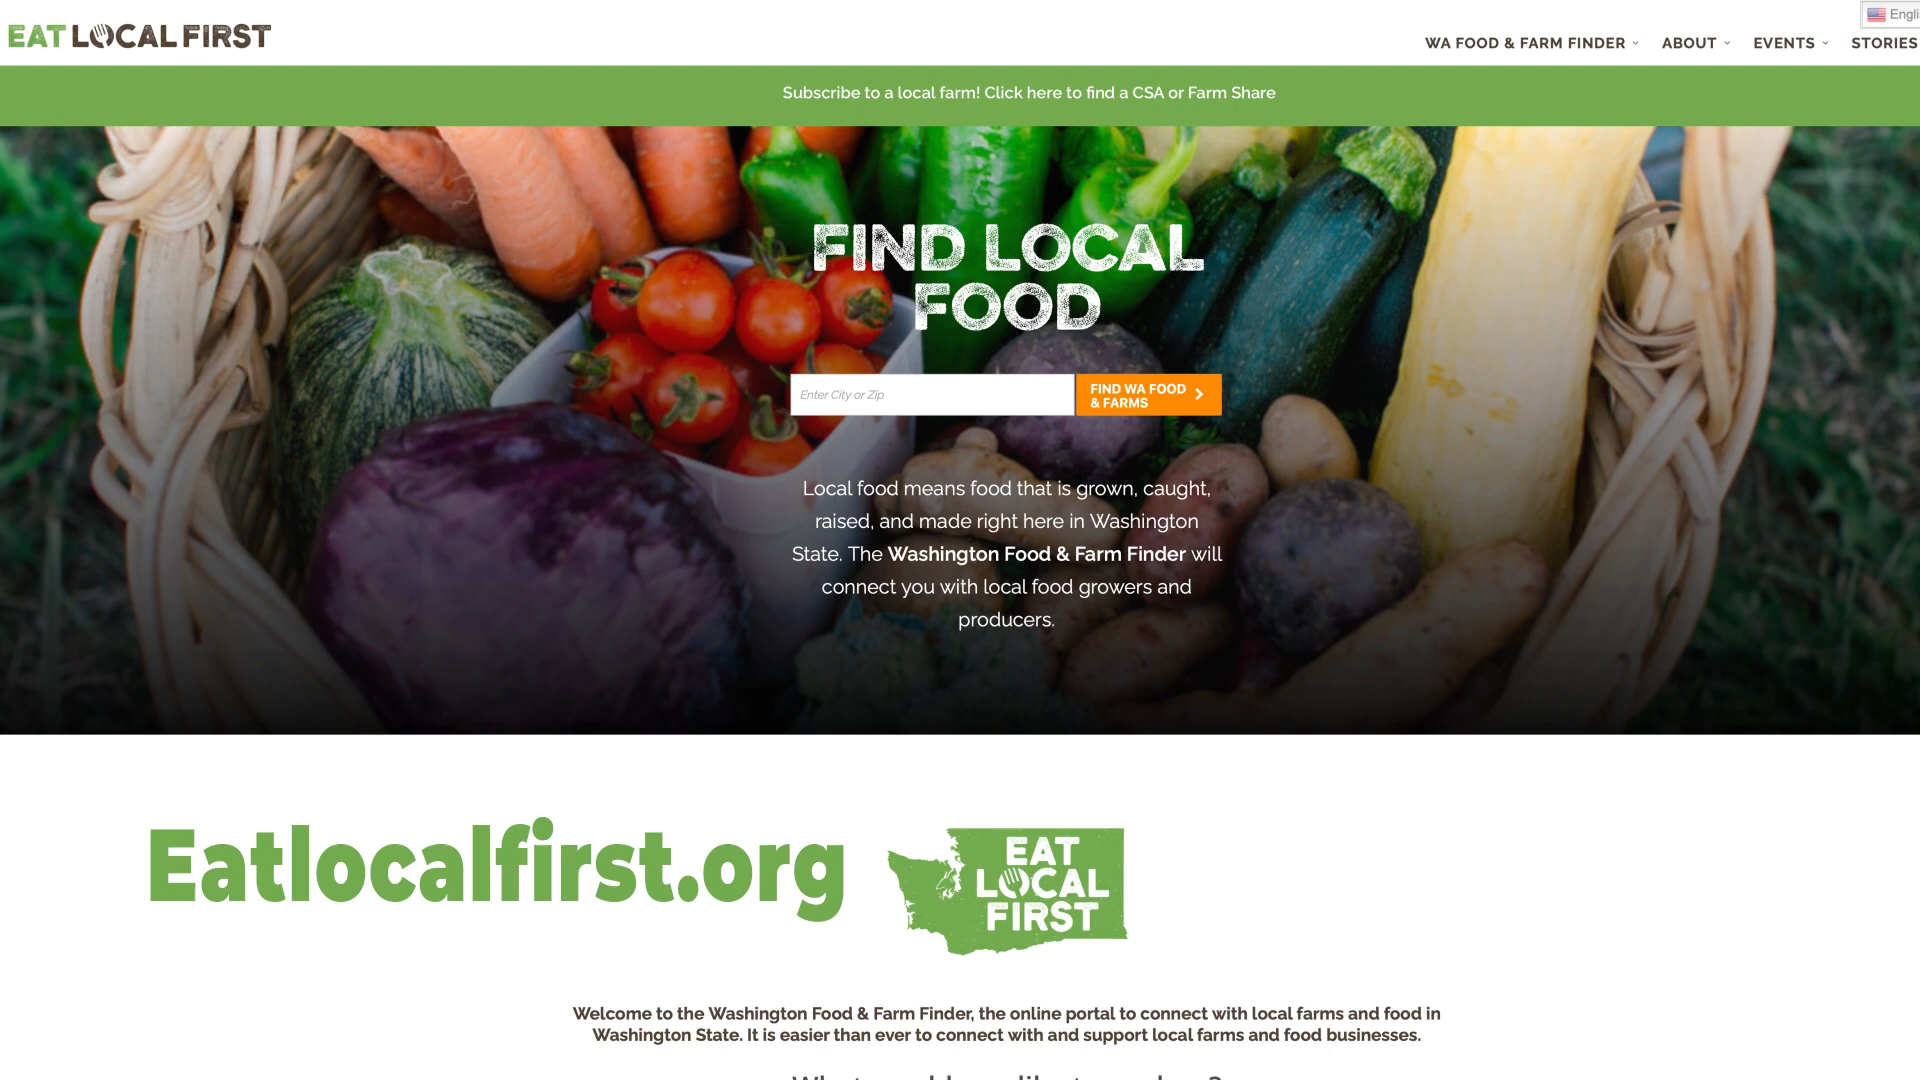 EAT LOCAL FIRST
Engli
WA FOOD & FARM FINDER
ABOUT
EVENTS
STORIES
Subscribe to a local farm! Click here to find a CSA or Farm Share
FIND LOCAL
FOOD
Enter City or Zip
FIND WA FOOD
& FARMS
Local food means food that is grown, caught,
raised, and made right here in Washington
State. The Washington Food & Farm Finder will
connect you with local food growers and
producers.
Eatlocalfirst.org
EAT
LOCAL
FIRST
Welcome to the Washington Food & Farm Finder, the online portal to connect with local farms and food in
Washington State. It is easier than ever to connect with and support local farms and food businesses.